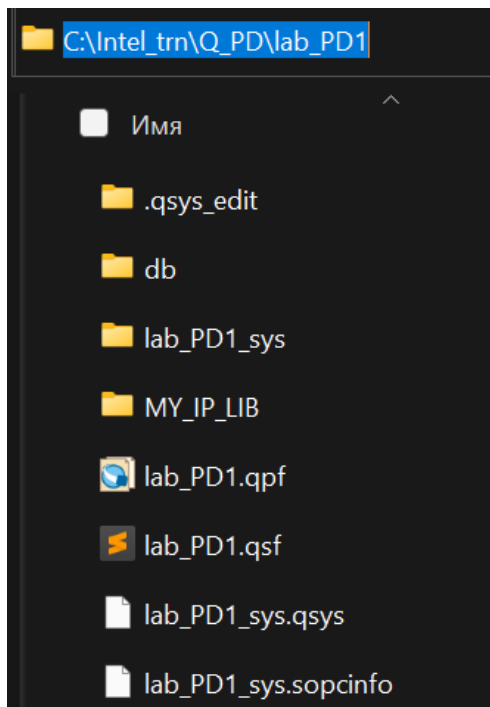 C:\Intel_trn\Q_PD\lab_PD1
Имя
.qsys_edit
db
lab_PD1_sys
MY_IP_LIB
lab_PD1.qpf
lab_PD1.qsf
lab_PD1_sys.qsys
lab_PD1_sys.sopcinfo